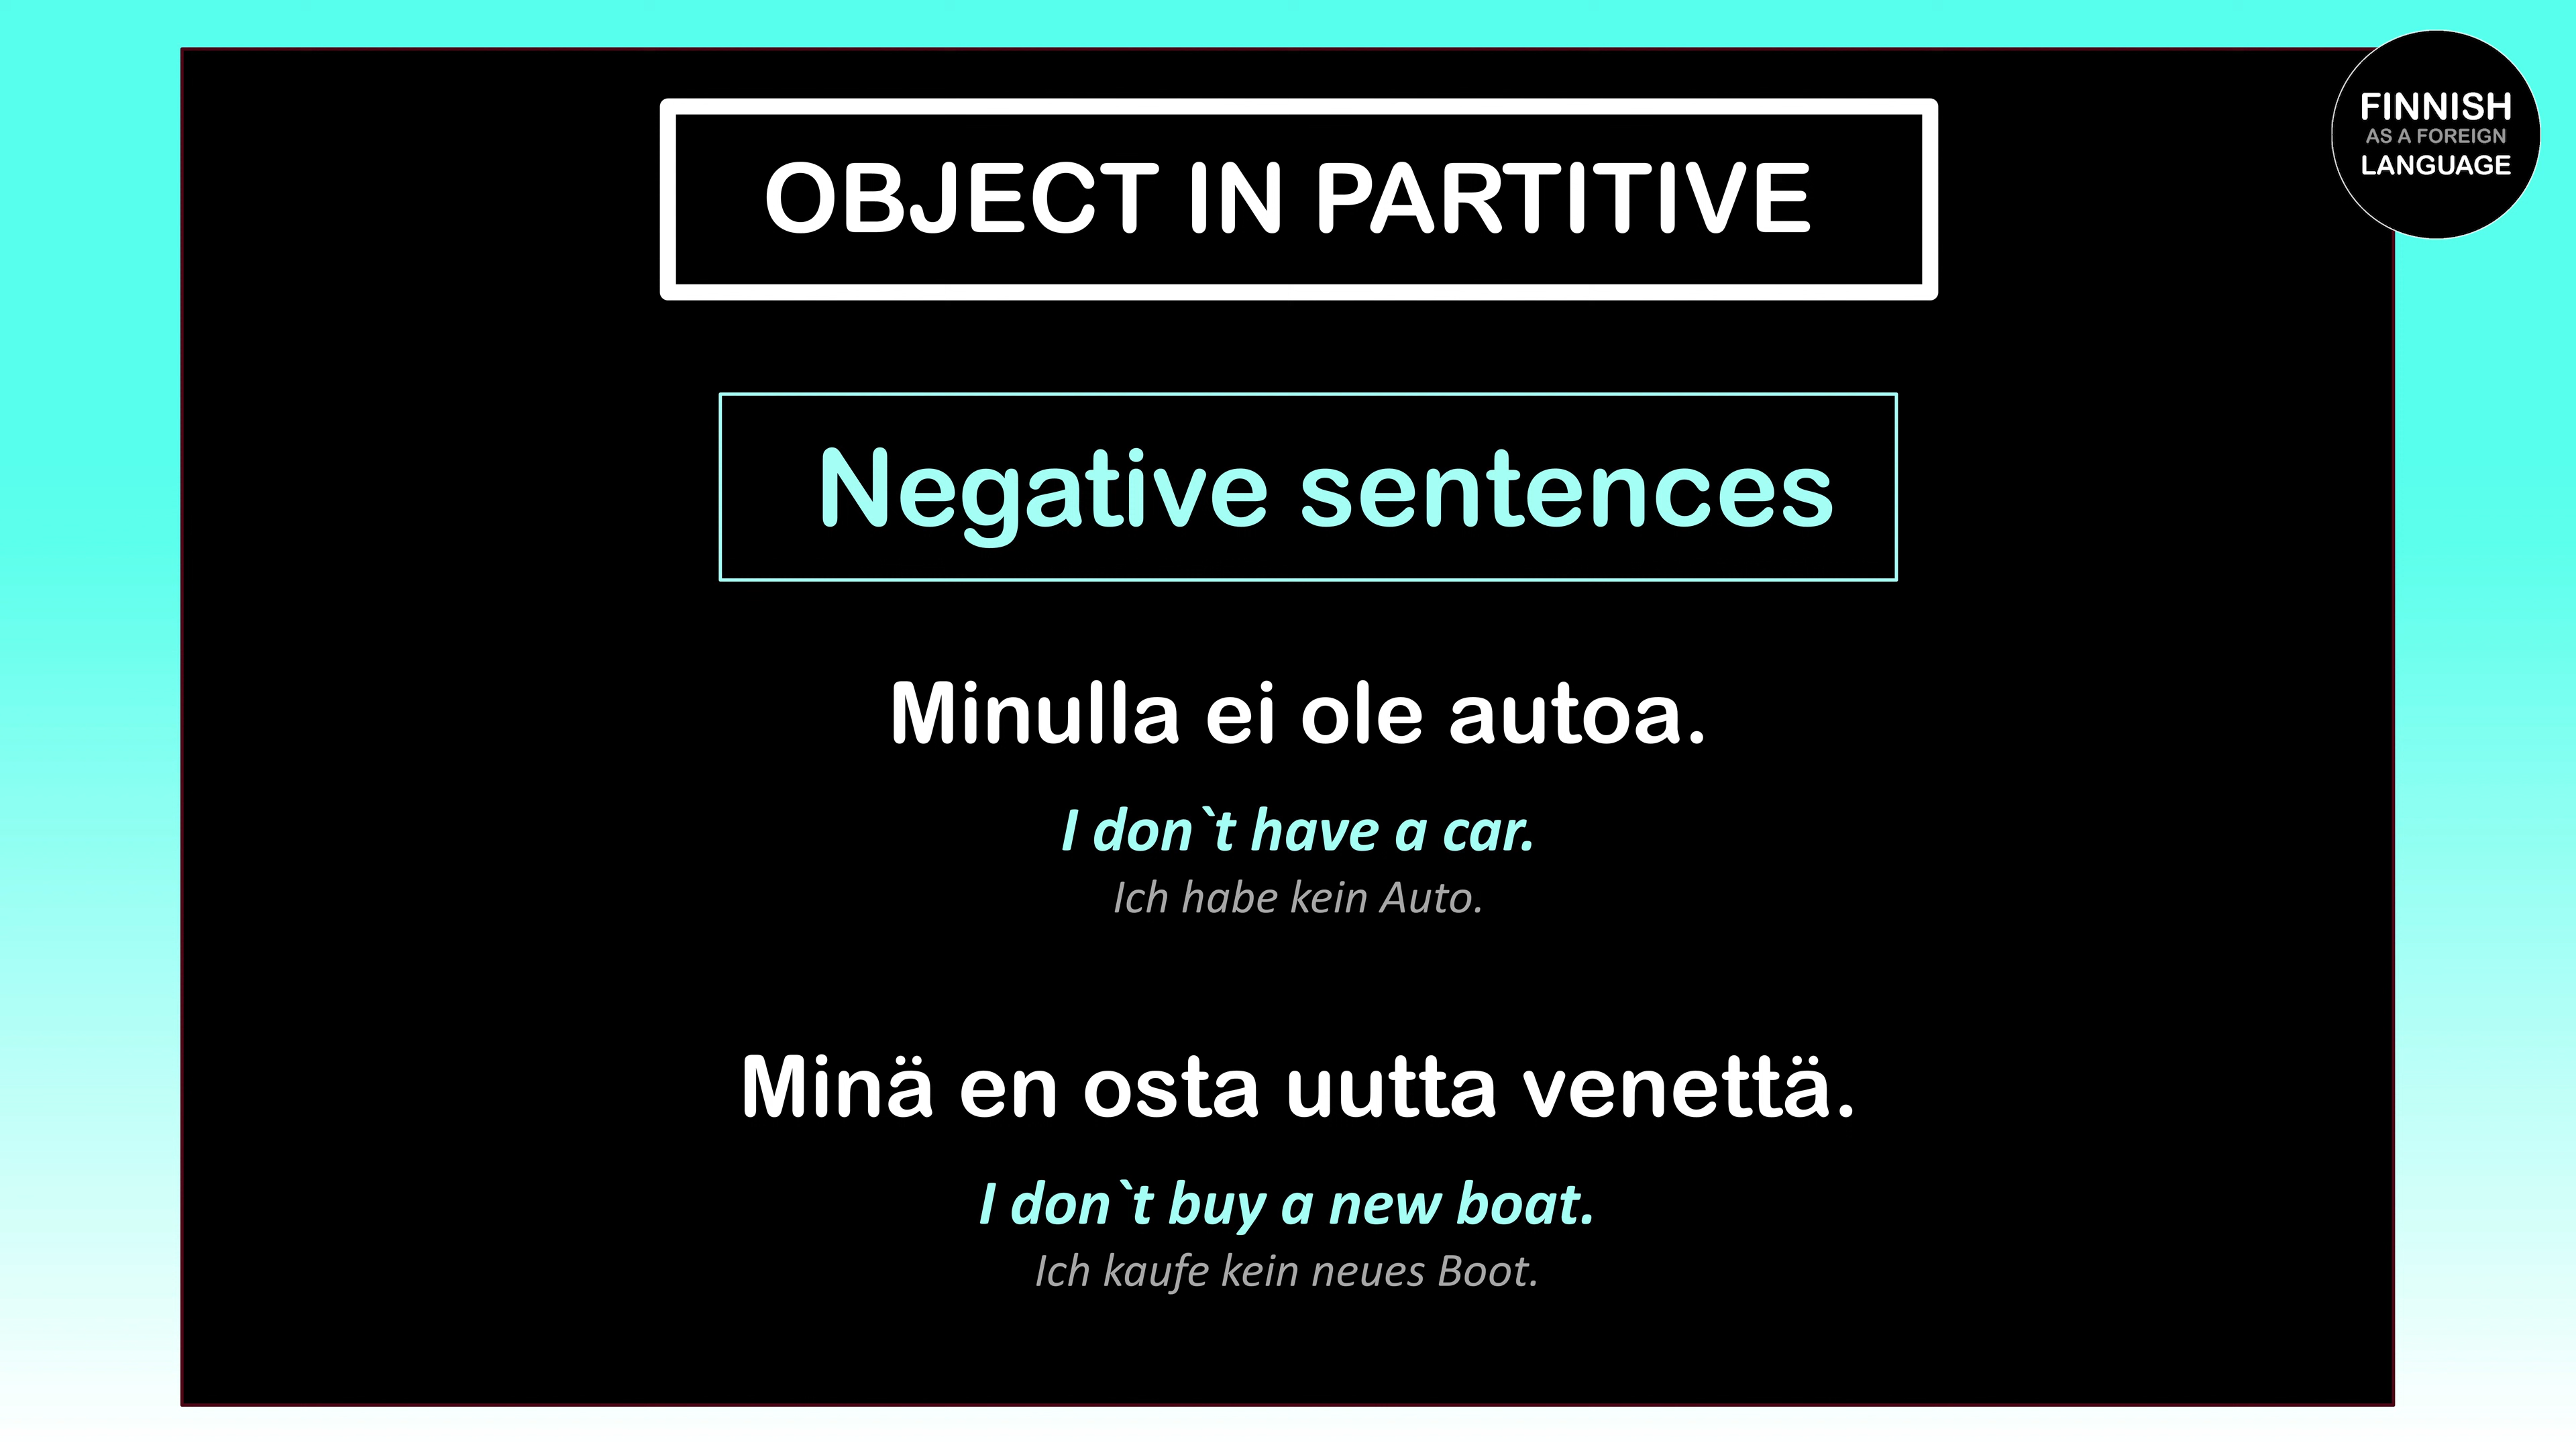 FINNISH
AS A FOREIGN
LANGUAGE
OBJECT IN PARTITIVE
Negative sentences
Minulla ei ole autoa.
I don`t have a car.
Ich habe kein Auto.
Minä en osta uutta venettä.
I don`t buy a new boat.
Ich kaufe kein neues Boot.